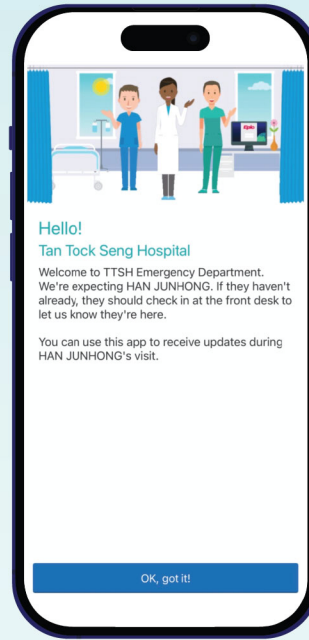 Hello!
Tan Tock Seng Hospital
Welcome to TTSH Emergency Department.
We're expecting HAN JUNHONG. If they haven't
already, they should check in at the front desk to
let us know they're here.
You can use this app to receive updates during
HAN JUNHONG's visit.
OK, got it!